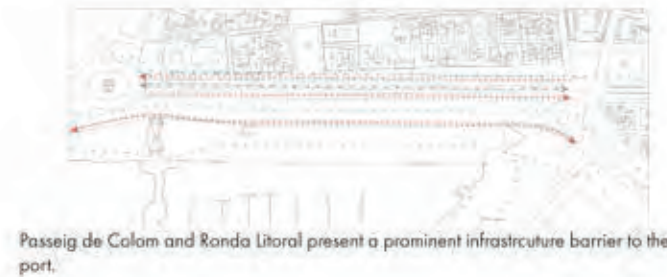 Passeig de Colom and Ronda Litoral present a prominent infrastrcuture barrier to the
port.